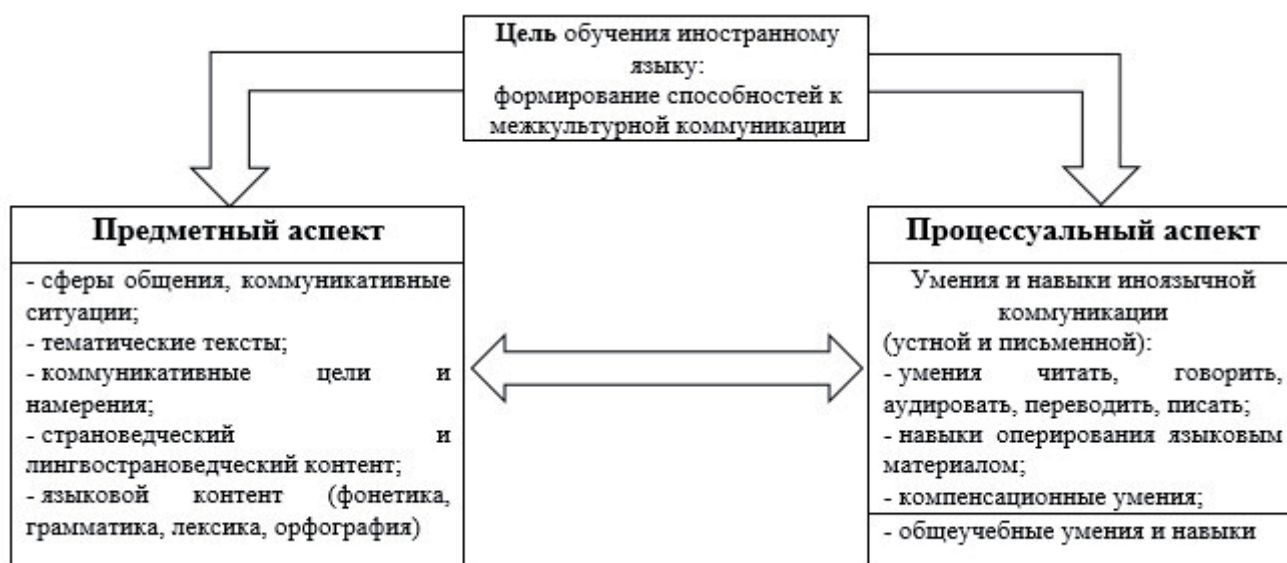 Цель обучения иностранному
языку:
формирование способностей к
межкультурной коммуникации
Предметный аспект
- сферы общения, коммуникативные
ситуации;
- тематические тексты;
- коммуникативные цели и
намерения;
- страноведческий и
лингвострановедческий контент;
- языковой контент (фонетика,
грамматика, лексика, орфография)
Процессуальный аспект
Умения и навыки иноязычной
коммуникации
(устной и письменной):
- умения читать, говорить,
аудировать, переводить, писать;
- навыки оперирования языковым
материалом;
- компенсационные умения;
- общеучебные умения и навыки